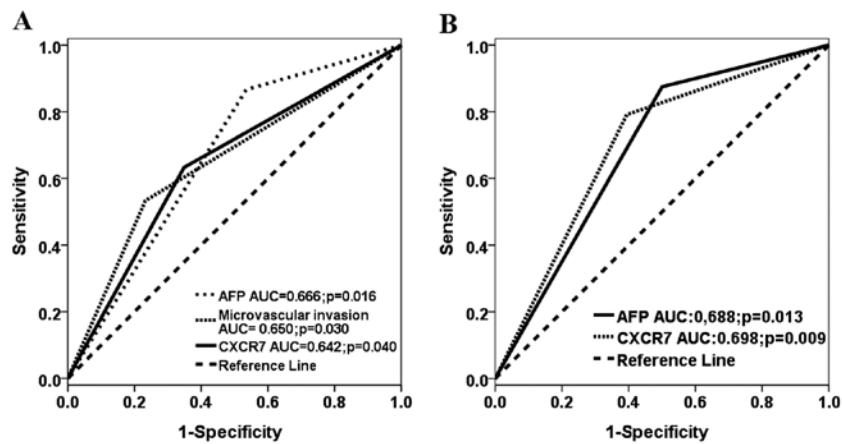 A
1.0
0.8
0.6
0.4
0.2
0.0
Sensitivity
AFP AUC=0.666;p=0.016
Microvascular invasion
AUC= 0.650;p=0.030
CXCR7 AUC=0.642;p=0.040
Reference Line
0.0 0.2 0.4 0.6 0.8 1.0
1-Specificity
B
1.0
0.8
0.6
0.4
0.2
0.0
Sensitivity
AFP AUC:0,688;p=0.013
CXCR7 AUC:0.698;p=0.009
Reference Line
0.0 0.2 0.4 0.6 0.8 1.0
1-Specificity